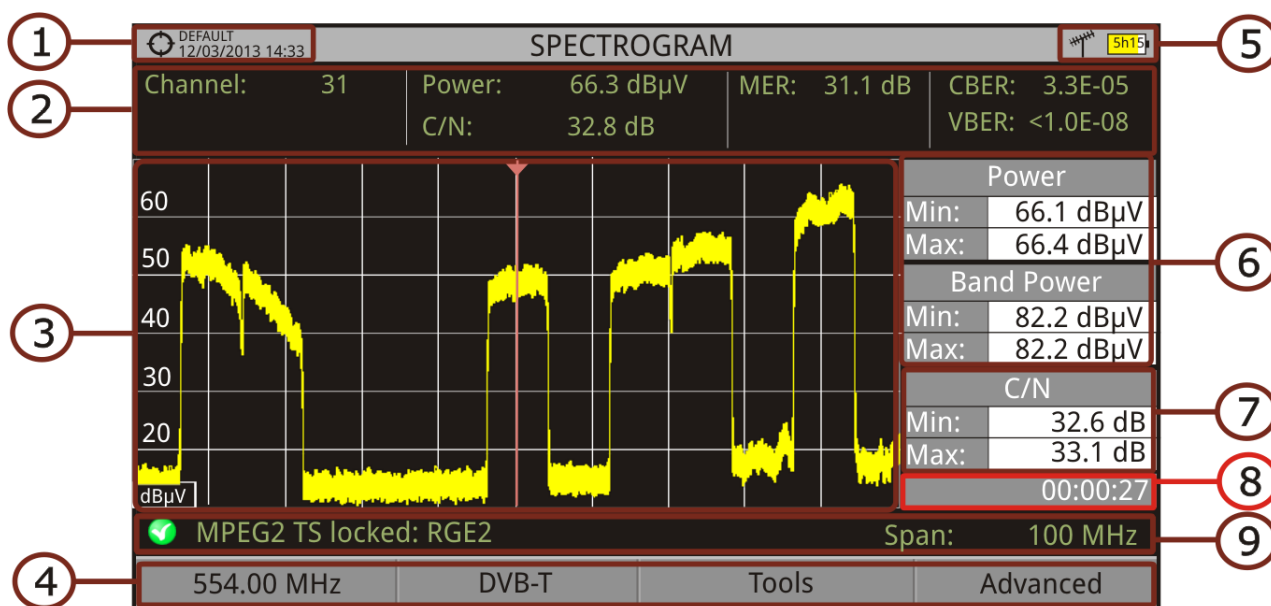 1
DEFAULT
12/03/2013 14:33
SPECTROGRAM
5h15
5
2
Channel: 31
Power: 66.3 dBµV
MER: 31.1 dB
CBER: 3.3E-05
C/N: 32.8 dB
VBER: <1.0E-08
3
60
50
40
30
20
dBµV
Power
Min: 66.1 dBµV
Max: 66.4 dBµV
Band Power
Min: 82.2 dBµV
Max: 82.2 dBµV
6
C/N
Min: 32.6 dB
Max: 33.1 dB
7
00:00:27
8
MPEG2 TS locked: RGE2
Span: 100 MHz
9
4
554.00 MHz
DVB-T
Tools
Advanced